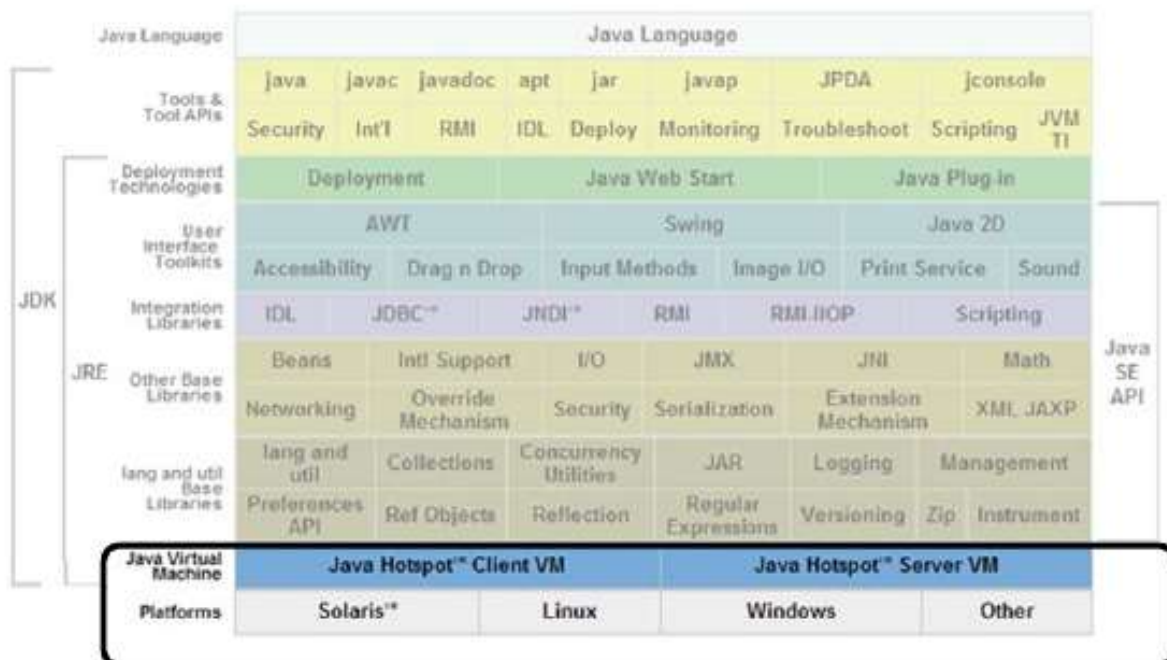 Java Language Java Language
java javac javadoc apt jar javap JPDA jconsole
Tools &
Tool APIs
Security Int'l RMI IDL Deploy Monitoring Troubleshoot Scripting JVM
TI
Deployment
Technologies
Deployment Java Web Start Java Plug-in
User
Interface
Toolkits
AWT Swing Java 2D
Accessibility Drag n Drop Input Methods Image I/O Print Service Sound
JDK
Integration
Libraries
IDL JDBC™ JNDI™ RMI RMI-IIOP Scripting
JRE
Other Base
Libraries
Beans Intl Support I/O JMX JNI Math
Java
SE
API
Networking Override
Mechanism Security Serialization Extension
Mechanism XML JAXP
lang and util
Base
Libraries
lang and
util Collections Concurrency
Utilities JAR Logging Management
Preferences
API Ref Objects Reflection Regular
Expressions Versioning Zip Instrument
Java Virtual
Machine
Java Hotspot™ Client VM Java Hotspot™ Server VM
Platforms Solaris™ Linux Windows Other